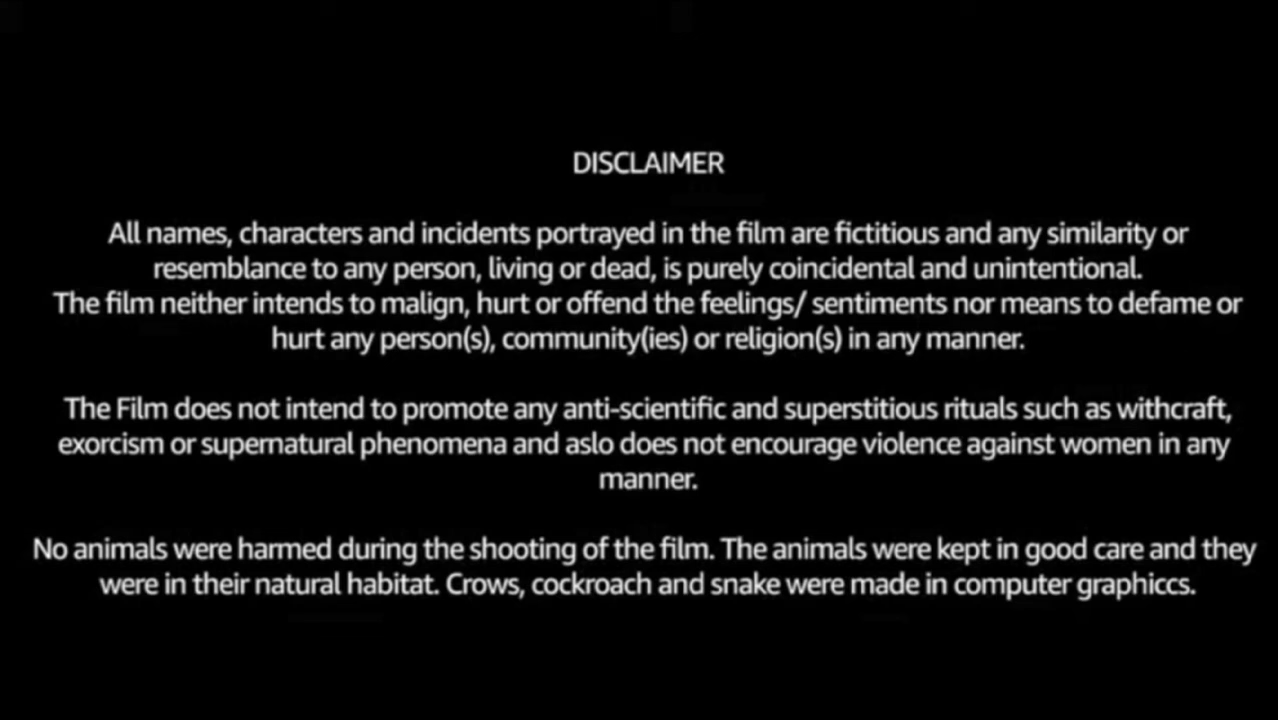 DISCLAIMER
All names, characters and incidents portrayed in the film are fictitious and any similarity or
resemblance to any person, living or dead, is purely coincidental and unintentional.
The film neither intends to malign, hurt or offend the feelings/ sentiments nor means to defame or
hurt any person(s), community(ies) or religion(s) in any manner.
The Film does not intend to promote any anti-scientific and superstitious rituals such as withcraft,
exorcism or supernatural phenomena and aslo does not encourage violence against women in any
manner.
No animals were harmed during the shooting of the film. The animals were kept in good care and they
were in their natural habitat. Crows, cockroach and snake were made in computer graphiccs.